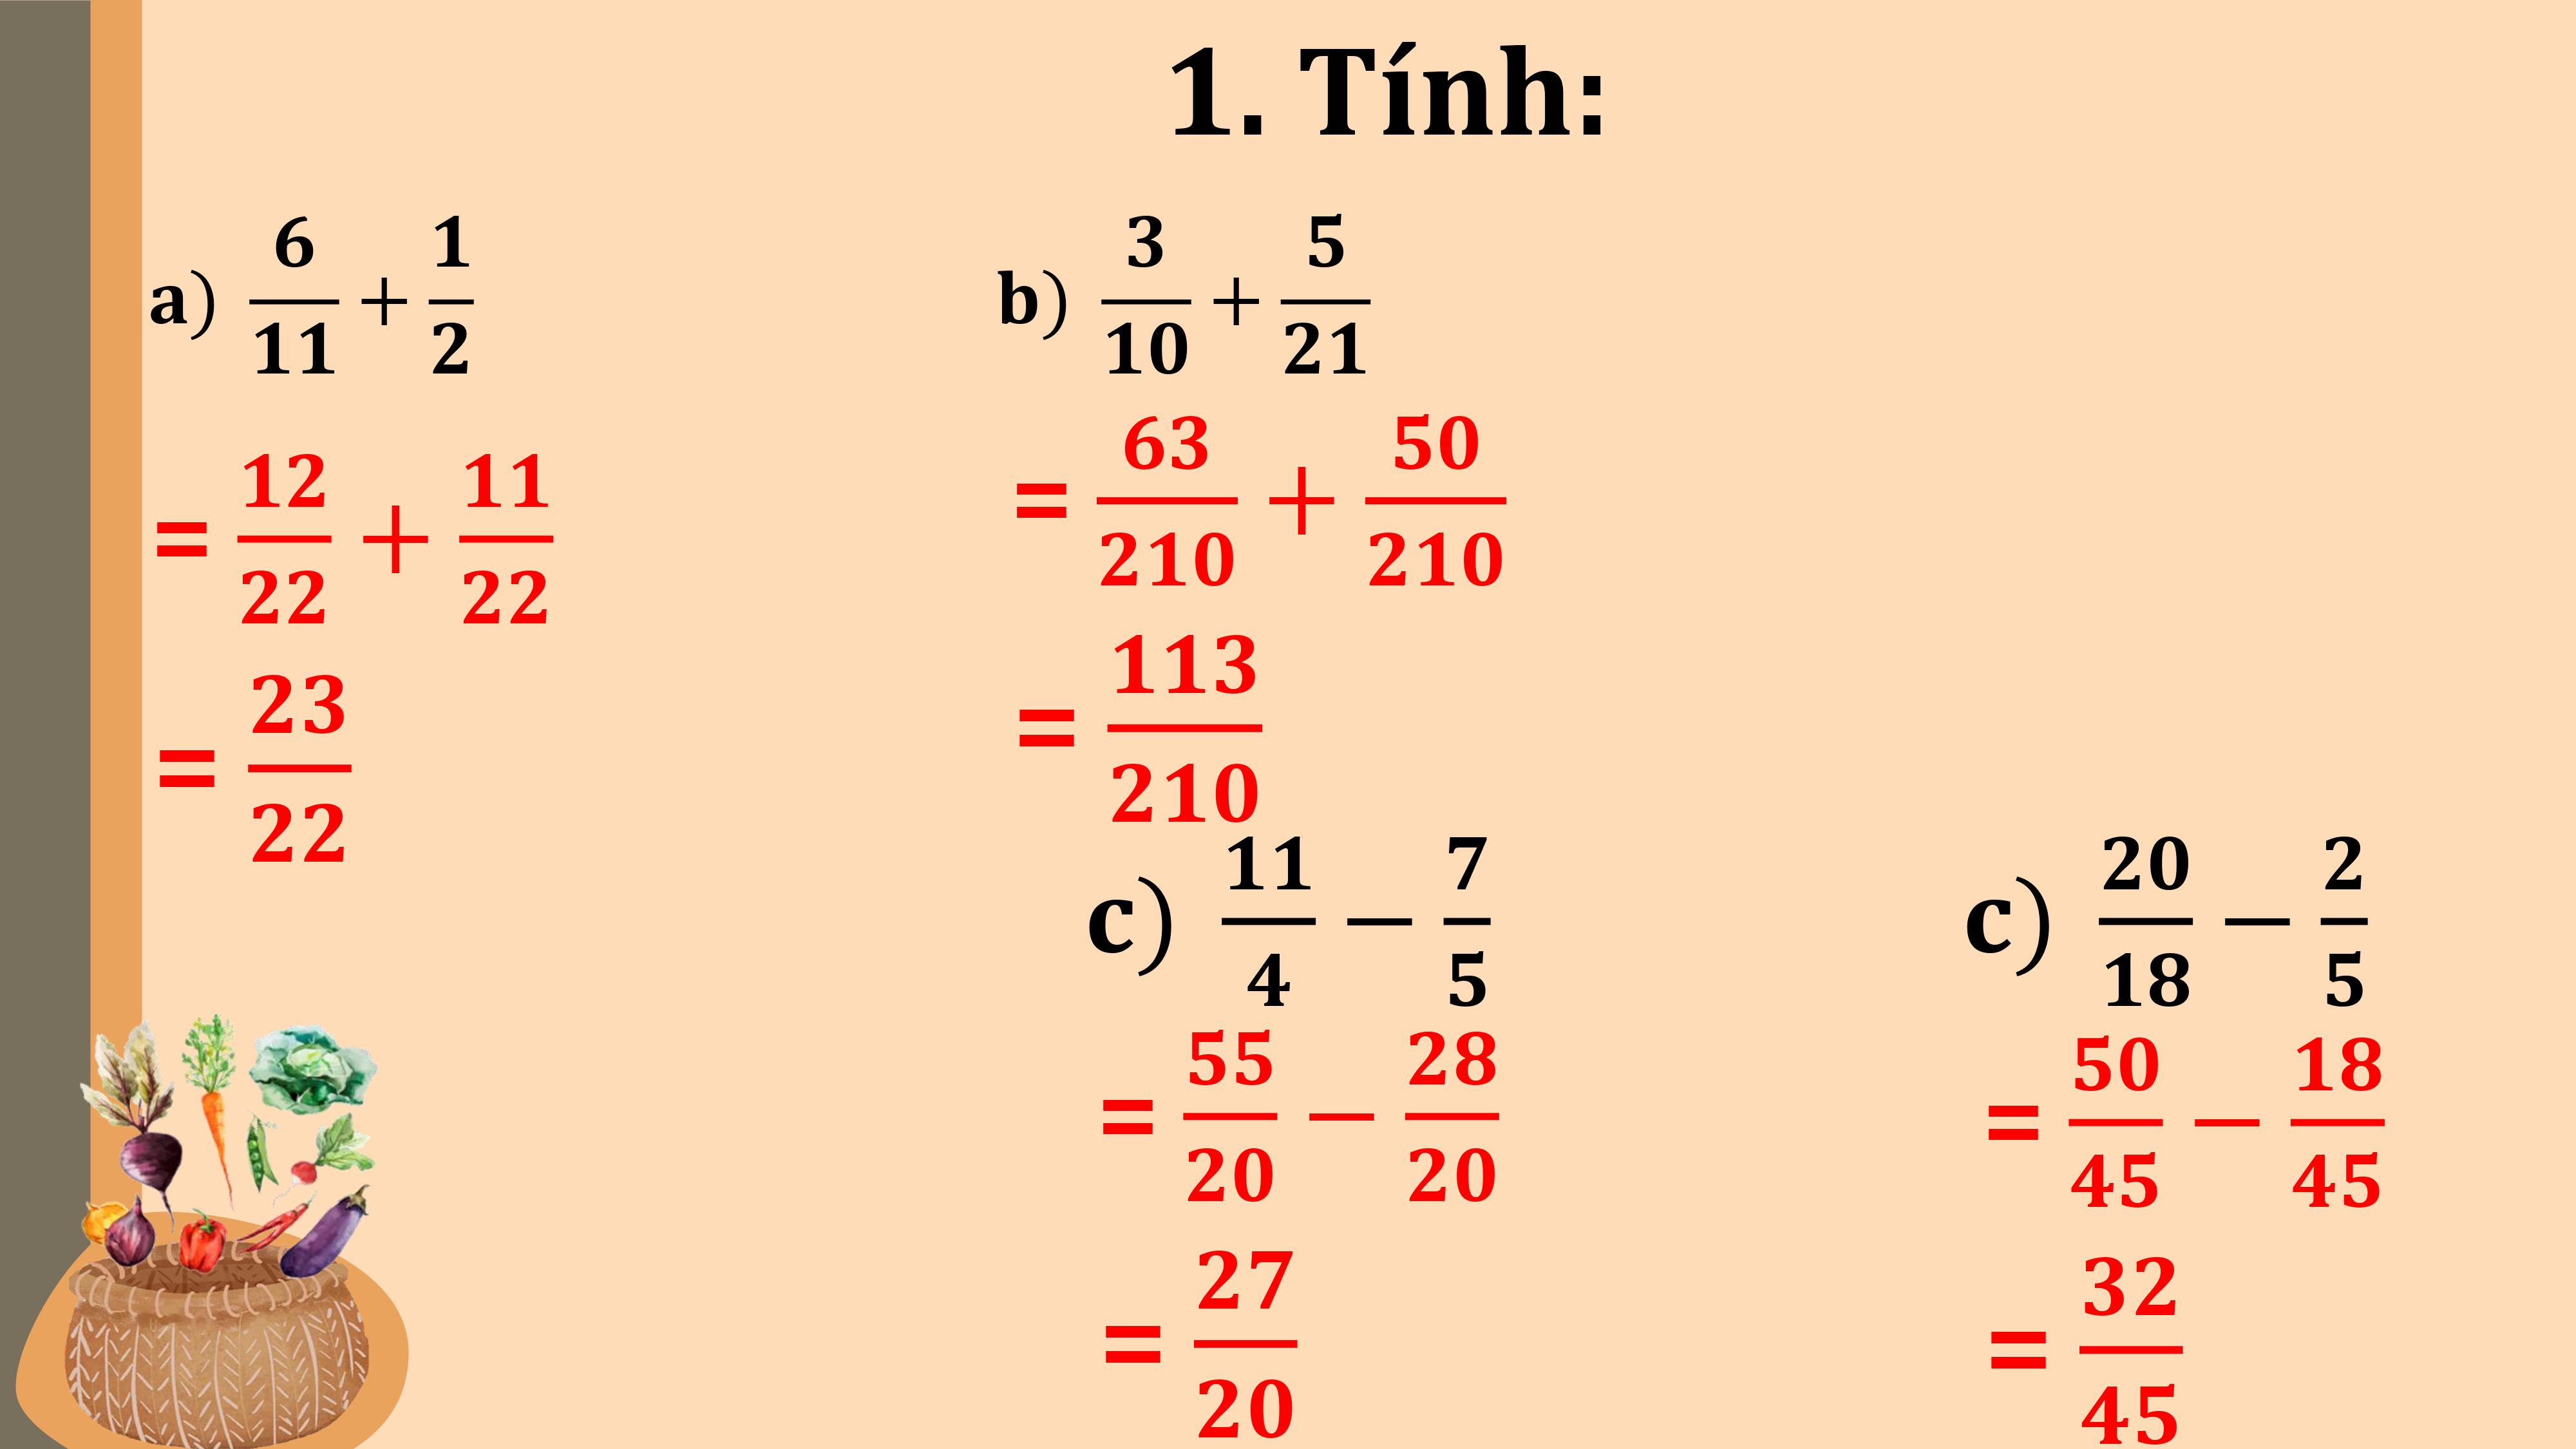 1. Tính:
a) 6/11 + 1/2
= 12/22 + 11/22
= 23/22
b) 3/10 + 5/21
= 63/210 + 50/210
= 113/210
c) 11/4 − 7/5
= 55/20 − 28/20
= 27/20
c) 20/18 − 2/5
= 50/45 − 18/45
= 32/45